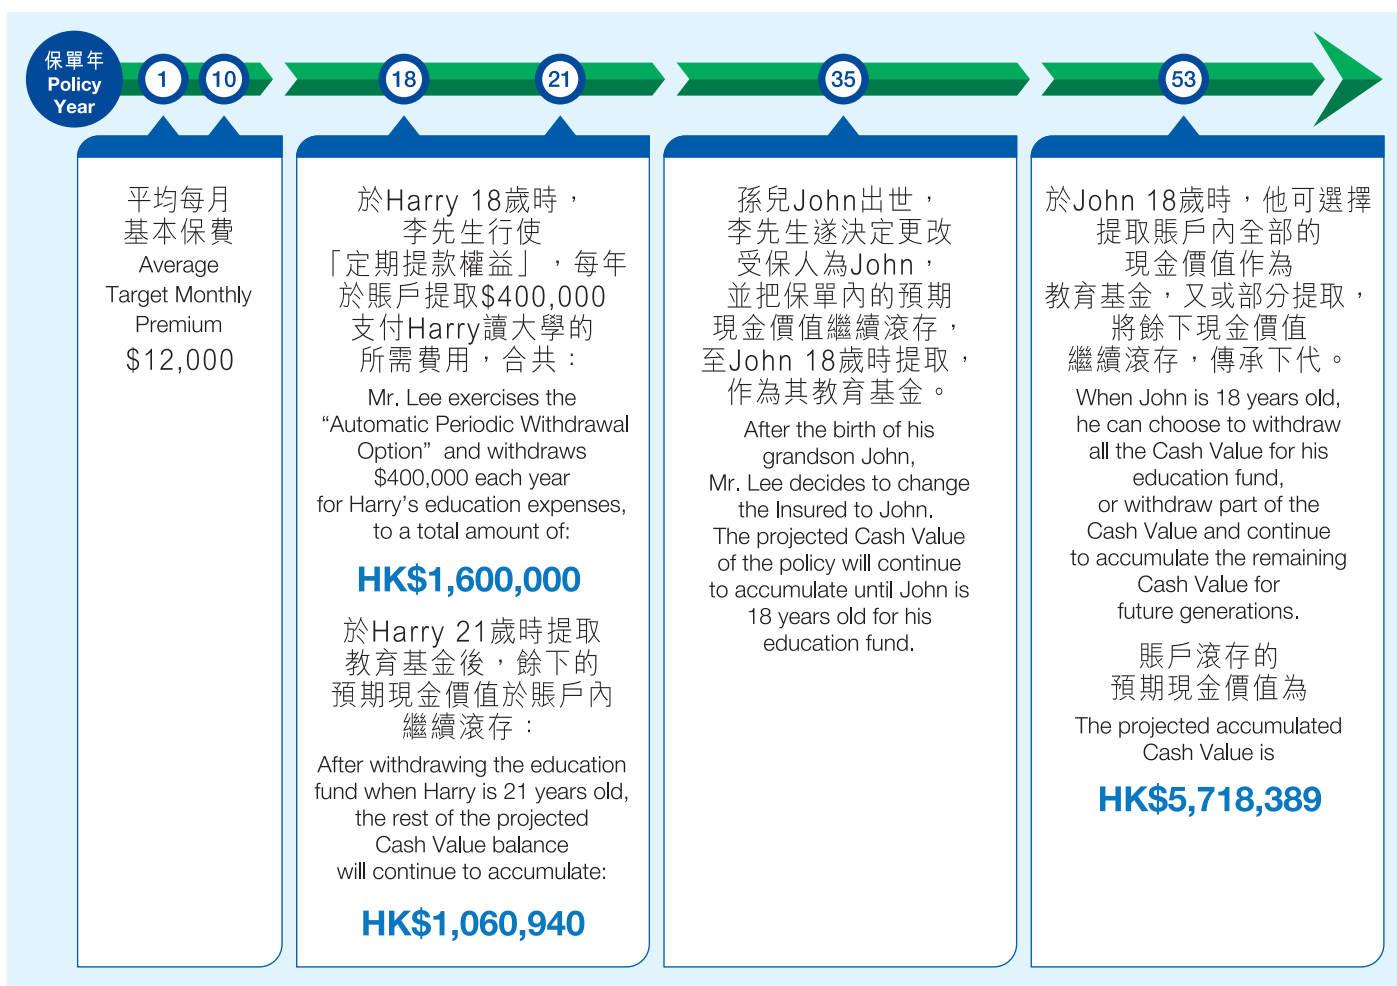 保單年
Policy
Year
1
10
18
21
35
53
平均每月
基本保費
Average
Target Monthly
Premium
$12,000
於Harry 18歲時，
李先生行使
「定期提款權益」，每年
於賬戶提取$400,000
支付Harry讀大學的
所需費用，合共：
Mr. Lee exercises the
“Automatic Periodic Withdrawal
Option” and withdraws
$400,000 each year
for Harry’s education expenses,
to a total amount of:
HK$1,600,000
於Harry 21歲時提取
教育基金後，餘下的
預期現金價值於賬戶內
繼續滾存：
After withdrawing the education
fund when Harry is 21 years old,
the rest of the projected
Cash Value balance
will continue to accumulate:
HK$1,060,940
孫兒John出世，
李先生遂決定更改
受保人為John，
並把保單內的預期
現金價值繼續滾存，
至John 18歲時提取，
作為其教育基金。
After the birth of his
grandson John,
Mr. Lee decides to change
the Insured to John.
The projected Cash Value
of the policy will continue
to accumulate until John is
18 years old for his
education fund.
於John 18歲時，他可選擇
提取賬戶內全部的
現金價值作為
教育基金，又或部分提取，
將餘下現金價值
繼續滾存，傳承下代。
When John is 18 years old,
he can choose to withdraw
all the Cash Value for his
education fund,
or withdraw part of the
Cash Value and continue
to accumulate the remaining
Cash Value for
future generations.
賬戶滾存的
預期現金價值為
The projected accumulated
Cash Value is
HK$5,718,389